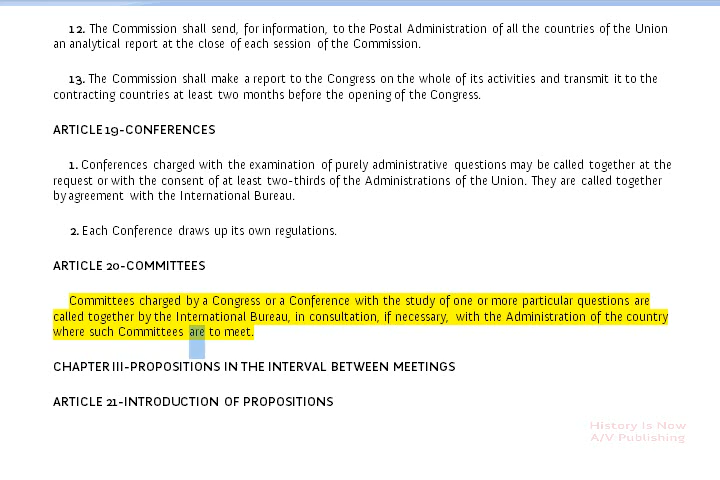 12. The Commission shall send, for information, to the Postal Administration of all the countries of the Union
an analytical report at the close of each session of the Commission.
13. The Commission shall make a report to the Congress on the whole of its activities and transmit it to the
contracting countries at least two months before the opening of the Congress.
ARTICLE 19-CONFERENCES
1. Conferences charged with the examination of purely administrative questions may be called together at the
request or with the consent of at least two-thirds of the Administrations of the Union. They are called together
by agreement with the International Bureau.
2. Each Conference draws up its own regulations.
ARTICLE 20-COMMITTEES
Committees charged by a Congress or a Conference with the study of one or more particular questions are
called together by the International Bureau, in consultation, if necessary, with the Administration of the country
where such Committees are to meet.
CHAPTER III-PROPOSITIONS IN THE INTERVAL BETWEEN MEETINGS
ARTICLE 21-INTRODUCTION OF PROPOSITIONS
History Is Now
A/V Publishing